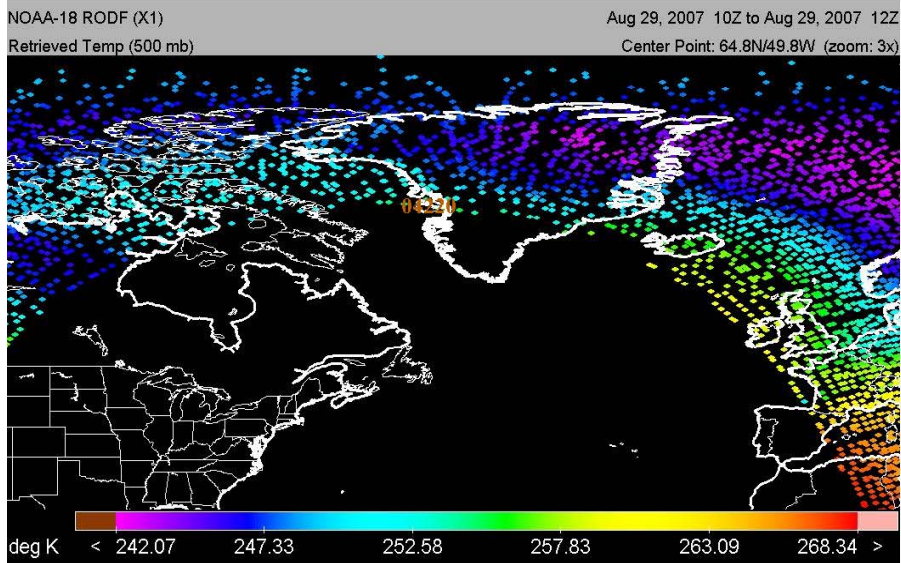 NOAA-18 RODF (X1) Aug 29, 2007 10Z to Aug 29, 2007 12Z
Retrieved Temp (500 mb) Center Point: 64.8N/49.8W (zoom: 3x)
04220
deg K < 242.07 247.33 252.58 257.83 263.09 268.34 >